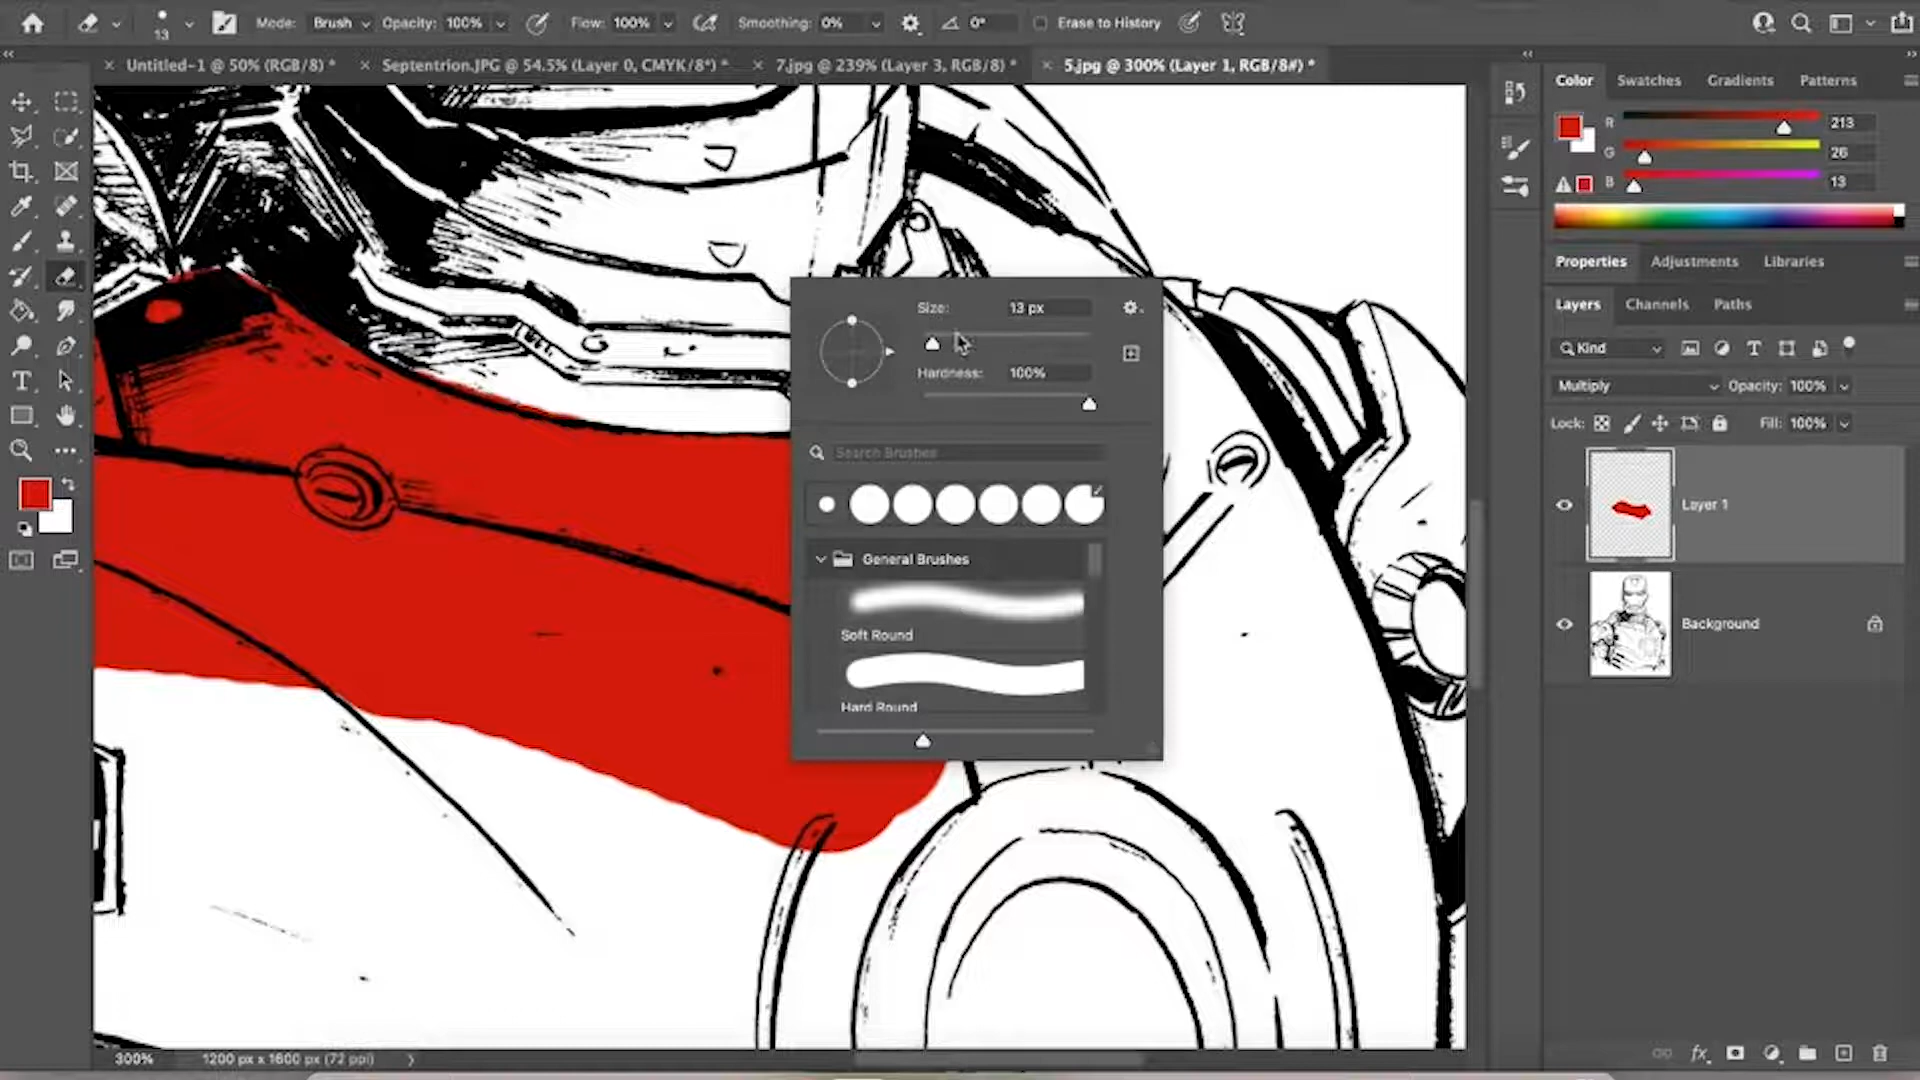 13 Mode: Brush Opacity: 100% Flow: 100% Smoothing: 0% 0° Erase to History
Untitled-1 @ 50% (RGB/8) * Septentrion.JPG @ 54.5% (Layer 0, CMYK/8*) * 7.jpg @ 239% (Layer 3, RGB/8) * 5.jpg @ 300% (Layer 1, RGB/8#) *
Color Swatches Gradients Patterns
R 213
G 26
B 13
Properties Adjustments Libraries
Layers Channels Paths
Kind
Multiply Opacity: 100%
Lock: Fill: 100%
Layer 1
Background
Size: 13 px
Hardness: 100%
Search Brushes
General Brushes
Soft Round
Hard Round
300% 1200 px x 1600 px (72 ppi)
fx